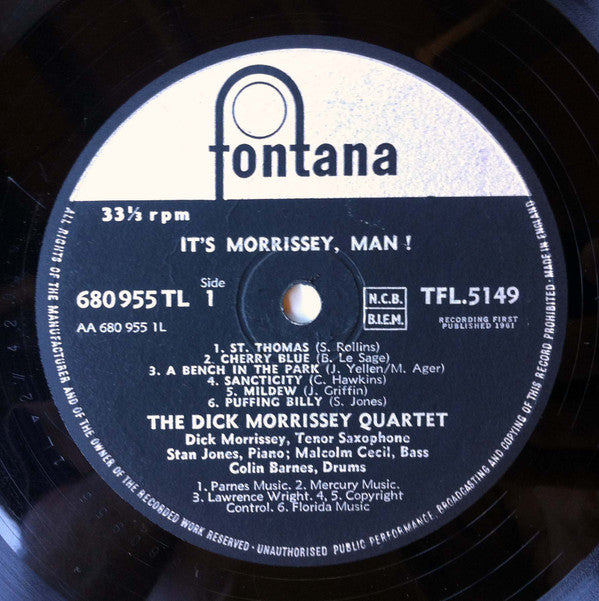 fontana
33⅓ rpm
IT'S MORRISSEY, MAN !
680 955 TL
Side
1
N.C.B.
B.I.E.M.
TFL.5149
AA 680 955 1L
RECORDING FIRST
PUBLISHED 1961
1. ST. THOMAS (S. Rollins)
2. CHERRY BLUE (B. Le Sage)
3. A BENCH IN THE PARK (J. Yellen/M. Ager)
4. SANCTICITY (C. Hawkins)
5. MILDEW (J. Griffin)
6. PUFFING BILLY (S. Jones)
THE DICK MORRISSEY QUARTET
Dick Morrissey, Tenor Saxophone
Stan Jones, Piano; Malcolm Cecil, Bass
Colin Barnes, Drums
1. Parnes Music. 2. Mercury Music.
3. Lawrence Wright. 4, 5. Copyright
Control. 6. Florida Music
ALL RIGHTS OF THE MANUFACTURER AND OF THE OWNER OF THE RECORDED WORK RESERVED · UNAUTHORISED PUBLIC PERFORMANCE, BROADCASTING AND COPYING OF THIS RECORD PROHIBITED · MADE IN ENGLAND